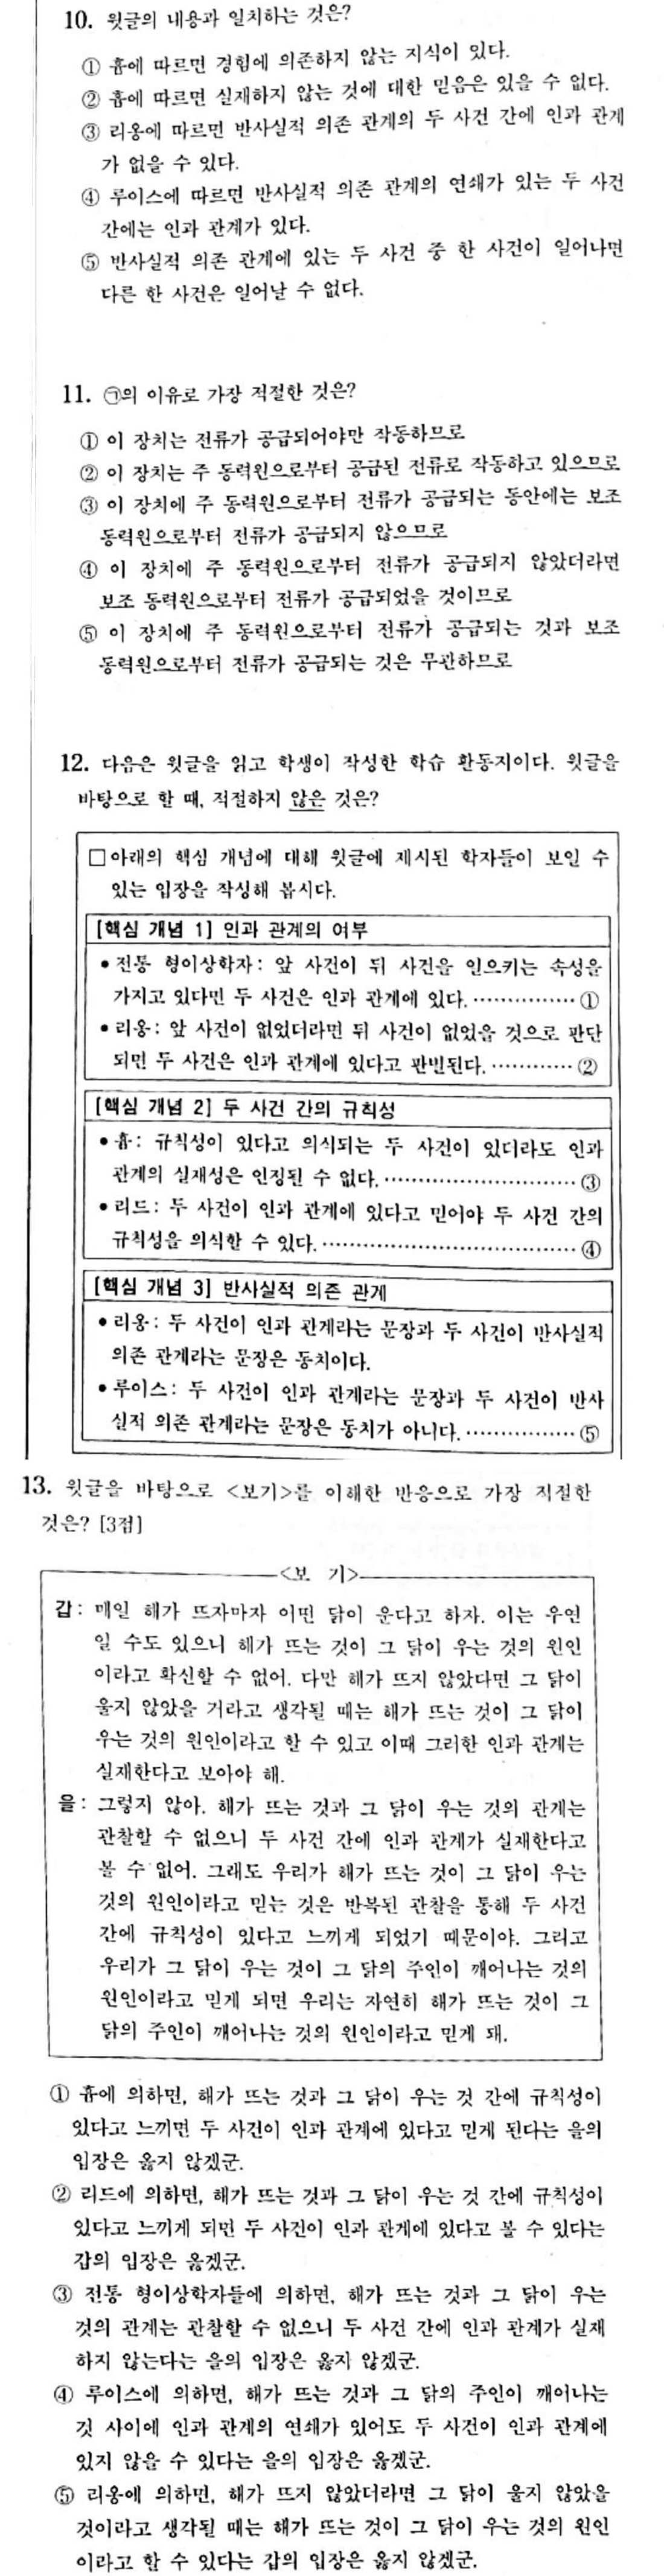 10. 윗글의 내용과 일치하는 것은?
① 흄에 따르면 경험에 의존하지 않는 지식이 있다.
② 흄에 따르면 실재하지 않는 것에 대한 믿음은 있을 수 없다.
③ 리옹에 따르면 반사실적 의존 관계의 두 사건 간에 인과 관계
가 없을 수 있다.
④ 루이스에 따르면 반사실적 의존 관계의 연쇄가 있는 두 사건
간에는 인과 관계가 있다.
⑤ 반사실적 의존 관계에 있는 두 사건 중 한 사건이 일어나면
다른 한 사건은 일어날 수 없다.
11. ㉠의 이유로 가장 적절한 것은?
① 이 장치는 전류가 공급되어야만 작동하므로
② 이 장치는 주 동력원으로부터 공급된 전류로 작동하고 있으므로
③ 이 장치에 주 동력원으로부터 전류가 공급되는 동안에는 보조
동력원으로부터 전류가 공급되지 않으므로
④ 이 장치에 주 동력원으로부터 전류가 공급되지 않았더라면
보조 동력원으로부터 전류가 공급되었을 것이므로
⑤ 이 장치에 주 동력원으로부터 전류가 공급되는 것과 보조
동력원으로부터 전류가 공급되는 것은 무관하므로
12. 다음은 윗글을 읽고 학생이 작성한 학습 활동지이다. 윗글을
바탕으로 할 때, 적절하지 않은 것은?
□ 아래의 핵심 개념에 대해 윗글에 제시된 학자들이 보일 수
있는 입장을 작성해 봅시다.
[핵심 개념 1] 인과 관계의 여부
• 전통 형이상학자: 앞 사건이 뒤 사건을 일으키는 속성을
가지고 있다면 두 사건은 인과 관계에 있다. …………… ①
• 리옹: 앞 사건이 없었더라면 뒤 사건이 없었을 것으로 판단
되면 두 사건은 인과 관계에 있다고 판별된다. ………… ②
[핵심 개념 2] 두 사건 간의 규칙성
• 흄: 규칙성이 있다고 의식되는 두 사건이 있더라도 인과
관계의 실재성은 인정될 수 없다. ………………………… ③
• 리드: 두 사건이 인과 관계에 있다고 믿어야 두 사건 간의
규칙성을 의식할 수 있다. ………………………………… ④
[핵심 개념 3] 반사실적 의존 관계
• 리옹: 두 사건이 인과 관계라는 문장과 두 사건이 반사실적
의존 관계라는 문장은 동치이다.
• 루이스: 두 사건이 인과 관계라는 문장과 두 사건이 반사
실적 의존 관계라는 문장은 동치가 아니다. ……………… ⑤
13. 윗글을 바탕으로 <보기>를 이해한 반응으로 가장 적절한
것은? [3점]
<보 기>
갑: 매일 해가 뜨자마자 어떤 닭이 운다고 하자. 이는 우연
일 수도 있으니 해가 뜨는 것이 그 닭이 우는 것의 원인
이라고 확신할 수 없어. 다만 해가 뜨지 않았다면 그 닭이
울지 않았을 거라고 생각될 때는 해가 뜨는 것이 그 닭이
우는 것의 원인이라고 할 수 있고 이때 그러한 인과 관계는
실재한다고 보아야 해.
을: 그렇지 않아. 해가 뜨는 것과 그 닭이 우는 것의 관계는
관찰할 수 없으니 두 사건 간에 인과 관계가 실재한다고
볼 수 없어. 그래도 우리가 해가 뜨는 것이 그 닭이 우는
것의 원인이라고 믿는 것은 반복된 관찰을 통해 두 사건
간에 규칙성이 있다고 느끼게 되었기 때문이야. 그리고
우리가 그 닭이 우는 것이 그 닭의 주인이 깨어나는 것의
원인이라고 믿게 되면 우리는 자연히 해가 뜨는 것이 그
닭의 주인이 깨어나는 것의 원인이라고 믿게 돼.
① 흄에 의하면, 해가 뜨는 것과 그 닭이 우는 것 간에 규칙성이
있다고 느끼면 두 사건이 인과 관계에 있다고 믿게 된다는 을의
입장은 옳지 않겠군.
② 리드에 의하면, 해가 뜨는 것과 그 닭이 우는 것 간에 규칙성이
있다고 느끼게 되면 두 사건이 인과 관계에 있다고 볼 수 있다는
갑의 입장은 옳겠군.
③ 전통 형이상학자들에 의하면, 해가 뜨는 것과 그 닭이 우는
것의 관계는 관찰할 수 없으니 두 사건 간에 인과 관계가 실재
하지 않는다는 을의 입장은 옳지 않겠군.
④ 루이스에 의하면, 해가 뜨는 것과 그 닭의 주인이 깨어나는
것 사이에 인과 관계의 연쇄가 있어도 두 사건이 인과 관계에
있지 않을 수 있다는 을의 입장은 옳겠군.
⑤ 리옹에 의하면, 해가 뜨지 않았더라면 그 닭이 울지 않았을
것이라고 생각될 때는 해가 뜨는 것이 그 닭이 우는 것의 원인
이라고 할 수 있다는 갑의 입장은 옳지 않겠군.